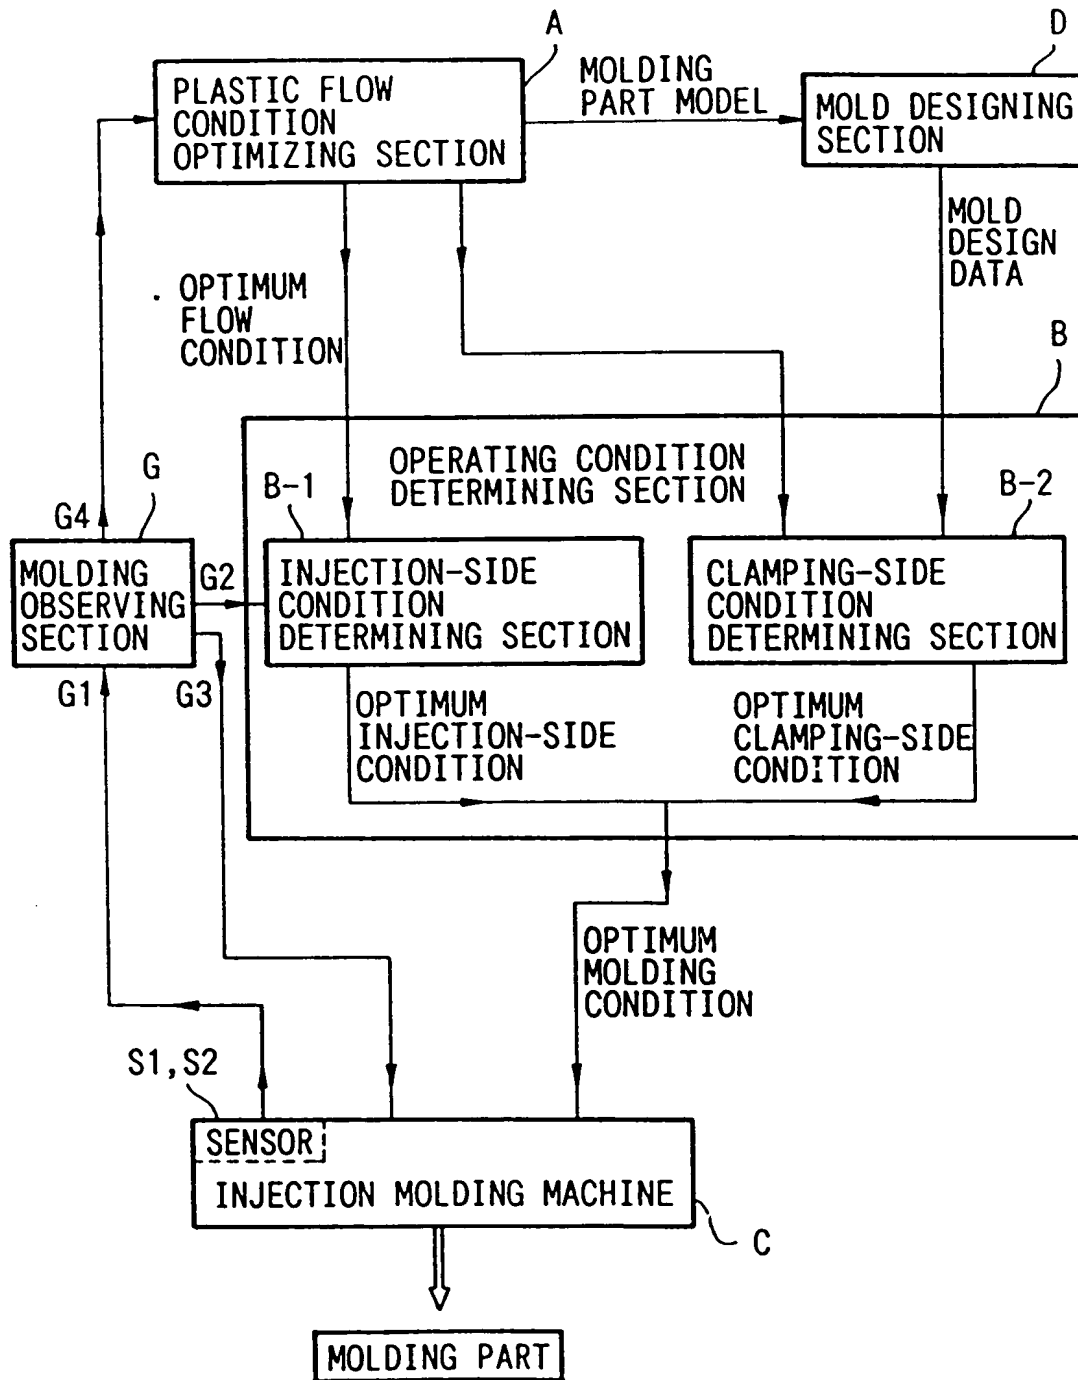 A
D
PLASTIC FLOW
CONDITION
OPTIMIZING SECTION
MOLDING
PART MODEL
MOLD DESIGNING
SECTION
MOLD
DESIGN
DATA
. OPTIMUM
FLOW
CONDITION
B
OPERATING CONDITION
DETERMINING SECTION
G
B-1
B-2
G4
MOLDING
OBSERVING
SECTION
G2
INJECTION-SIDE
CONDITION
DETERMINING SECTION
CLAMPING-SIDE
CONDITION
DETERMINING SECTION
G1
G3
OPTIMUM
INJECTION-SIDE
CONDITION
OPTIMUM
CLAMPING-SIDE
CONDITION
OPTIMUM
MOLDING
CONDITION
S1,S2
SENSOR
INJECTION MOLDING MACHINE
C
MOLDING PART